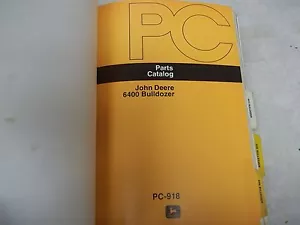 PC
Parts
Catalog
John Deere
6400 Bulldozer
PC-918